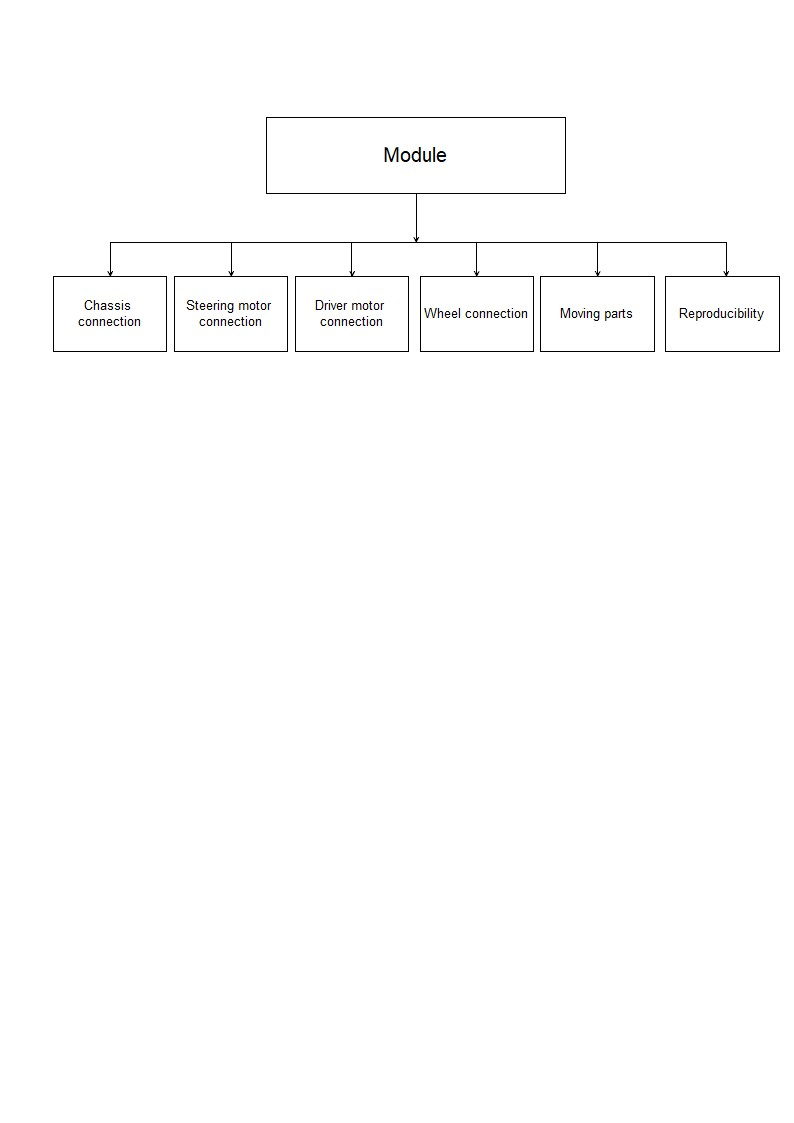 Module
Chassis
connection
Steering motor
connection
Driver motor
connection
Wheel connection
Moving parts
Reproducibility